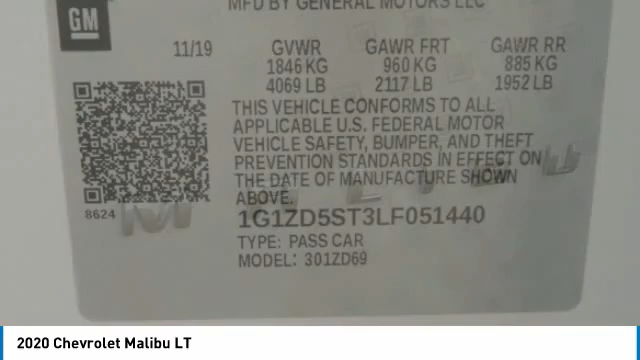 MFD BY GENERAL MOTORS LLC
GM
11/19 GVWR GAWR FRT GAWR RR
1846 KG 960 KG 885 KG
4069 LB 2117 LB 1952 LB
THIS VEHICLE CONFORMS TO ALL
APPLICABLE U.S. FEDERAL MOTOR
VEHICLE SAFETY, BUMPER, AND THEFT
PREVENTION STANDARDS IN EFFECT ON
THE DATE OF MANUFACTURE SHOWN
ABOVE.
8624
1G1ZD5ST3LF051440
TYPE: PASS CAR
MODEL: 301ZD69
2020 Chevrolet Malibu LT